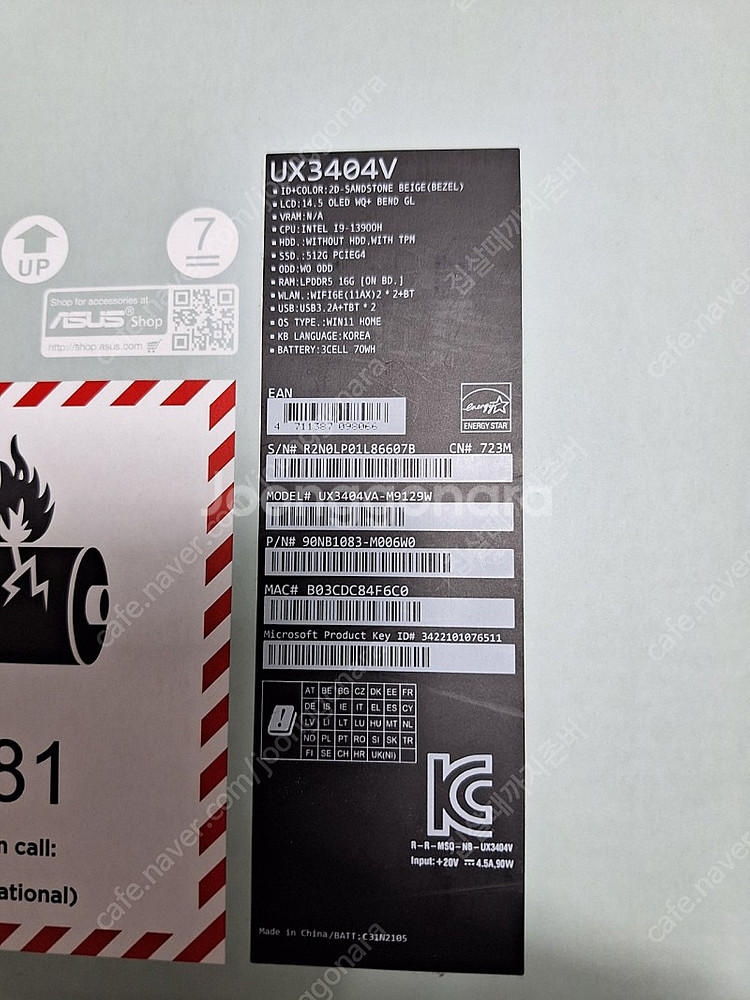 UX3404V
▪ ID+COLOR:2D-SANDSTONE BEIGE(BEZEL)
▪ LCD:14.5 OLED WQ+ BEND GL
▪ VRAM:N/A
▪ CPU:INTEL I9-13900H
▪ HDD.:WITHOUT HDD,WITH TPM
▪ SSD.:512G PCIEG4
▪ ODD:WO ODD
▪ RAM:LPDDR5 16G [ON BD.]
▪ WLAN.:WIFI6E(11AX)2*2+BT
▪ USB:USB3.2A+TBT*2
▪ OS TYPE.:WIN11 HOME
▪ KB LANGUAGE:KOREA
▪ BATTERY:3CELL 70WH
EAN
4 711387 098066
energy
ENERGY STAR
S/N# R2N0LP01L86607B CN# 723M
MODEL# UX3404VA-M9129W
P/N# 90NB1083-M006W0
MAC# B03CDC84F6C0
Microsoft Product Key ID# 3422101076511
AT BE BG CZ DK EE FR
DE IS IE IT EL ES CY
LV LI LT LU HU MT NL
NO PL PT RO SI SK TR
FI SE CH HR UK(NI)
R-R-MSQ-NB-UX3404V
Input:+20V ⎓4.5A,90W
Made in China/BATT:C31N2105
UP
7
Shop for accessories at
ASUS® Shop
http://shop.asus.com
81
n call:
ational)
Joonggonara
cafe.naver.com/joonggonara